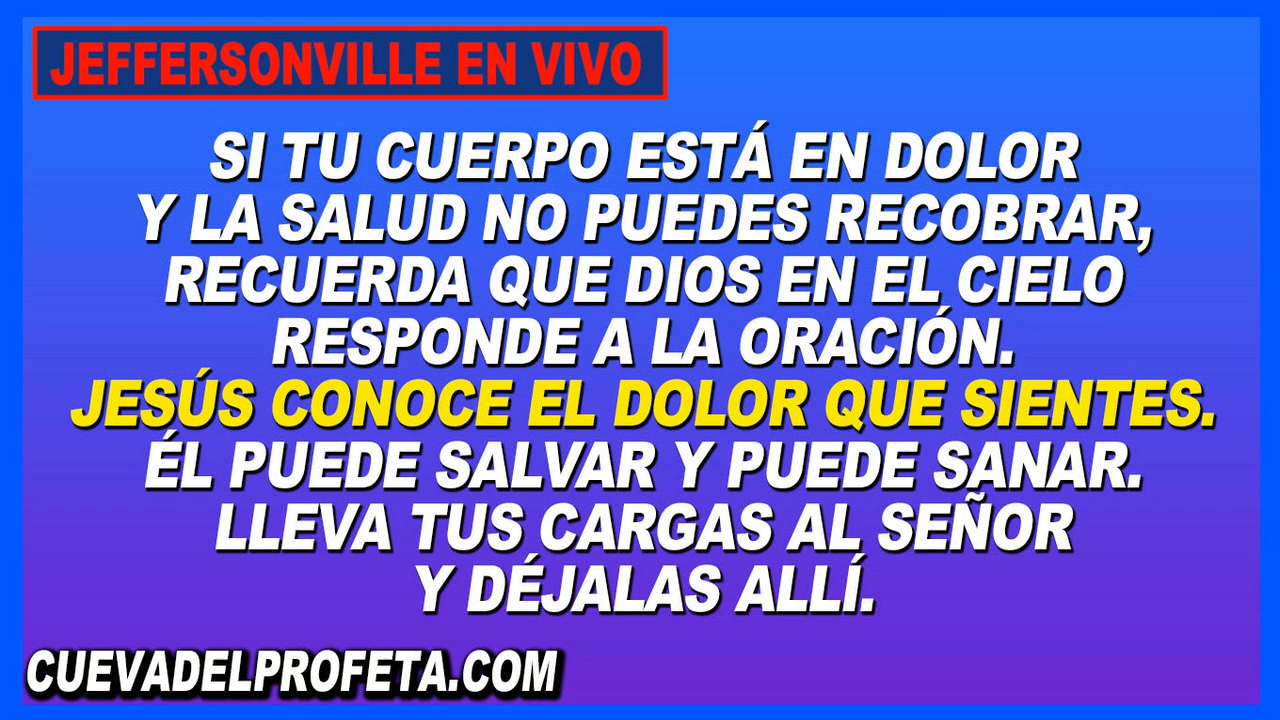 JEFFERSONVILLE EN VIVO
SI TU CUERPO ESTÁ EN DOLOR
Y LA SALUD NO PUEDES RECOBRAR,
RECUERDA QUE DIOS EN EL CIELO
RESPONDE A LA ORACIÓN.
JESÚS CONOCE EL DOLOR QUE SIENTES.
ÉL PUEDE SALVAR Y PUEDE SANAR.
LLEVA TUS CARGAS AL SEÑOR
Y DÉJALAS ALLÍ.
CUEVADELPROFETA.COM